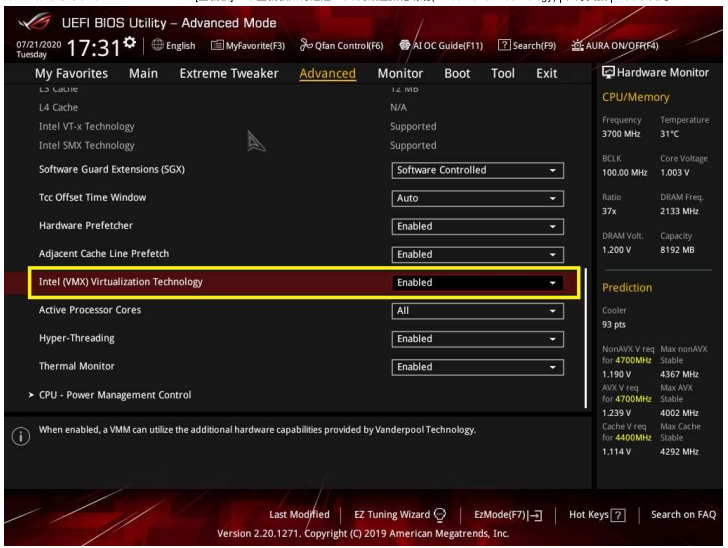 UEFI BIOS Utility – Advanced Mode
07/21/2020 Tuesday 17:31 English MyFavorite(F3) Qfan Control(F6) AI OC Guide(F11) ? Search(F9) AURA ON/OFF(F4)
My Favorites Main Extreme Tweaker Advanced Monitor Boot Tool Exit
Hardware Monitor
L3 Cache 12 MB
L4 Cache N/A
Intel VT-x Technology Supported
Intel SMX Technology Supported
Software Guard Extensions (SGX) Software Controlled
Tcc Offset Time Window Auto
Hardware Prefetcher Enabled
Adjacent Cache Line Prefetch Enabled
Intel (VMX) Virtualization Technology Enabled
Active Processor Cores All
Hyper-Threading Enabled
Thermal Monitor Enabled
> CPU - Power Management Control
When enabled, a VMM can utilize the additional hardware capabilities provided by Vanderpool Technology.
CPU/Memory
Frequency Temperature
3700 MHz 31°C
BCLK Core Voltage
100.00 MHz 1.003 V
Ratio DRAM Freq.
37x 2133 MHz
DRAM Volt. Capacity
1.200 V 8192 MB
Prediction
Cooler
93 pts
NonAVX V req Max nonAVX
for 4700MHz Stable
1.190 V 4367 MHz
AVX V req Max AVX
for 4700MHz Stable
1.239 V 4002 MHz
Cache V req Max Cache
for 4400MHz Stable
1.114 V 4292 MHz
Last Modified EZ Tuning Wizard EzMode(F7) Hot Keys ? Search on FAQ
Version 2.20.1271. Copyright (C) 2019 American Megatrends, Inc.